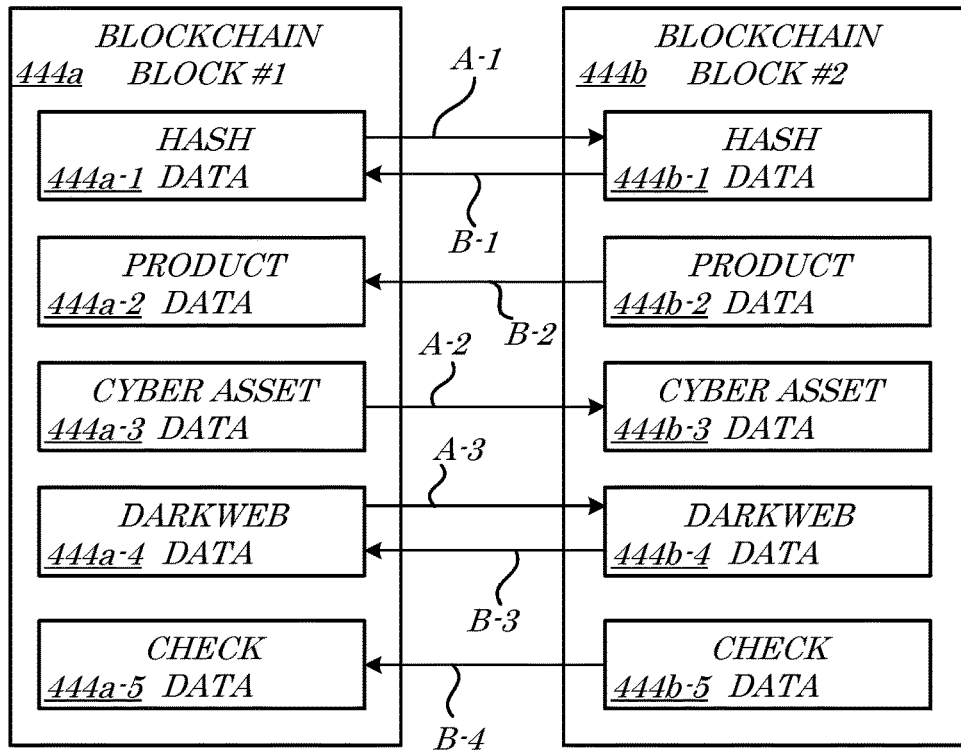 BLOCKCHAIN
444a BLOCK #1
HASH
444a-1 DATA
PRODUCT
444a-2 DATA
CYBER ASSET
444a-3 DATA
DARKWEB
444a-4 DATA
CHECK
444a-5 DATA
A-1
B-1
B-2
A-2
A-3
B-3
B-4
BLOCKCHAIN
444b BLOCK #2
HASH
444b-1 DATA
PRODUCT
444b-2 DATA
CYBER ASSET
444b-3 DATA
DARKWEB
444b-4 DATA
CHECK
444b-5 DATA